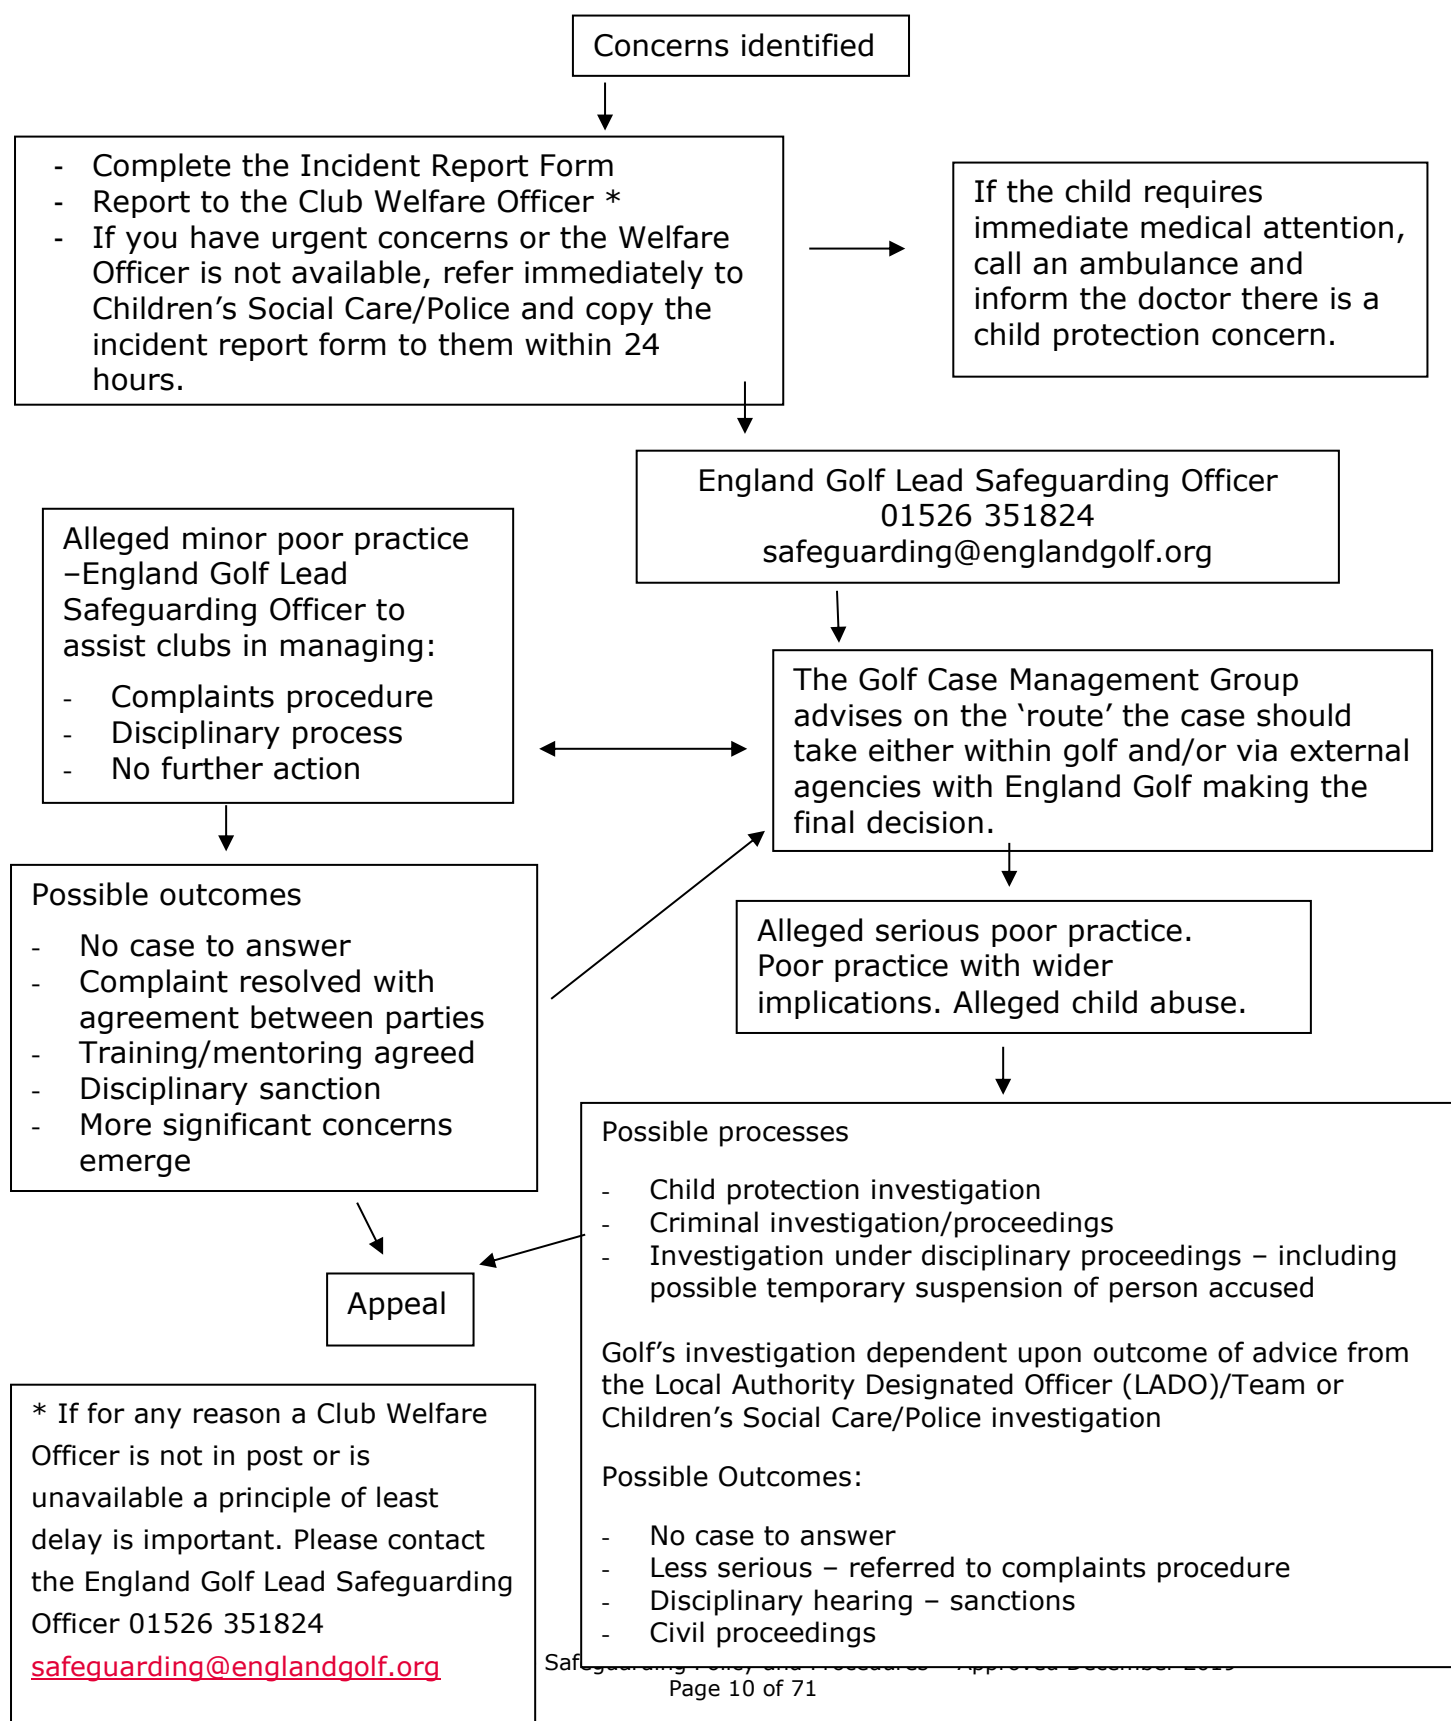 Concerns identified
- Complete the Incident Report Form
- Report to the Club Welfare Officer *
- If you have urgent concerns or the Welfare
Officer is not available, refer immediately to
Children’s Social Care/Police and copy the
incident report form to them within 24
hours.
If the child requires
immediate medical attention,
call an ambulance and
inform the doctor there is a
child protection concern.
England Golf Lead Safeguarding Officer
01526 351824
safeguarding@englandgolf.org
Alleged minor poor practice
–England Golf Lead
Safeguarding Officer to
assist clubs in managing:
- Complaints procedure
- Disciplinary process
- No further action
The Golf Case Management Group
advises on the ‘route’ the case should
take either within golf and/or via external
agencies with England Golf making the
final decision.
Possible outcomes
- No case to answer
- Complaint resolved with
agreement between parties
- Training/mentoring agreed
- Disciplinary sanction
- More significant concerns
emerge
Alleged serious poor practice.
Poor practice with wider
implications. Alleged child abuse.
Possible processes
- Child protection investigation
- Criminal investigation/proceedings
- Investigation under disciplinary proceedings – including
possible temporary suspension of person accused
Golf’s investigation dependent upon outcome of advice from
the Local Authority Designated Officer (LADO)/Team or
Children’s Social Care/Police investigation
Possible Outcomes:
- No case to answer
- Less serious – referred to complaints procedure
- Disciplinary hearing – sanctions
- Civil proceedings
Appeal
* If for any reason a Club Welfare
Officer is not in post or is
unavailable a principle of least
delay is important. Please contact
the England Golf Lead Safeguarding
Officer 01526 351824
safeguarding@englandgolf.org
Safeguarding Policy and Procedures – Approved December 2019
Page 10 of 71